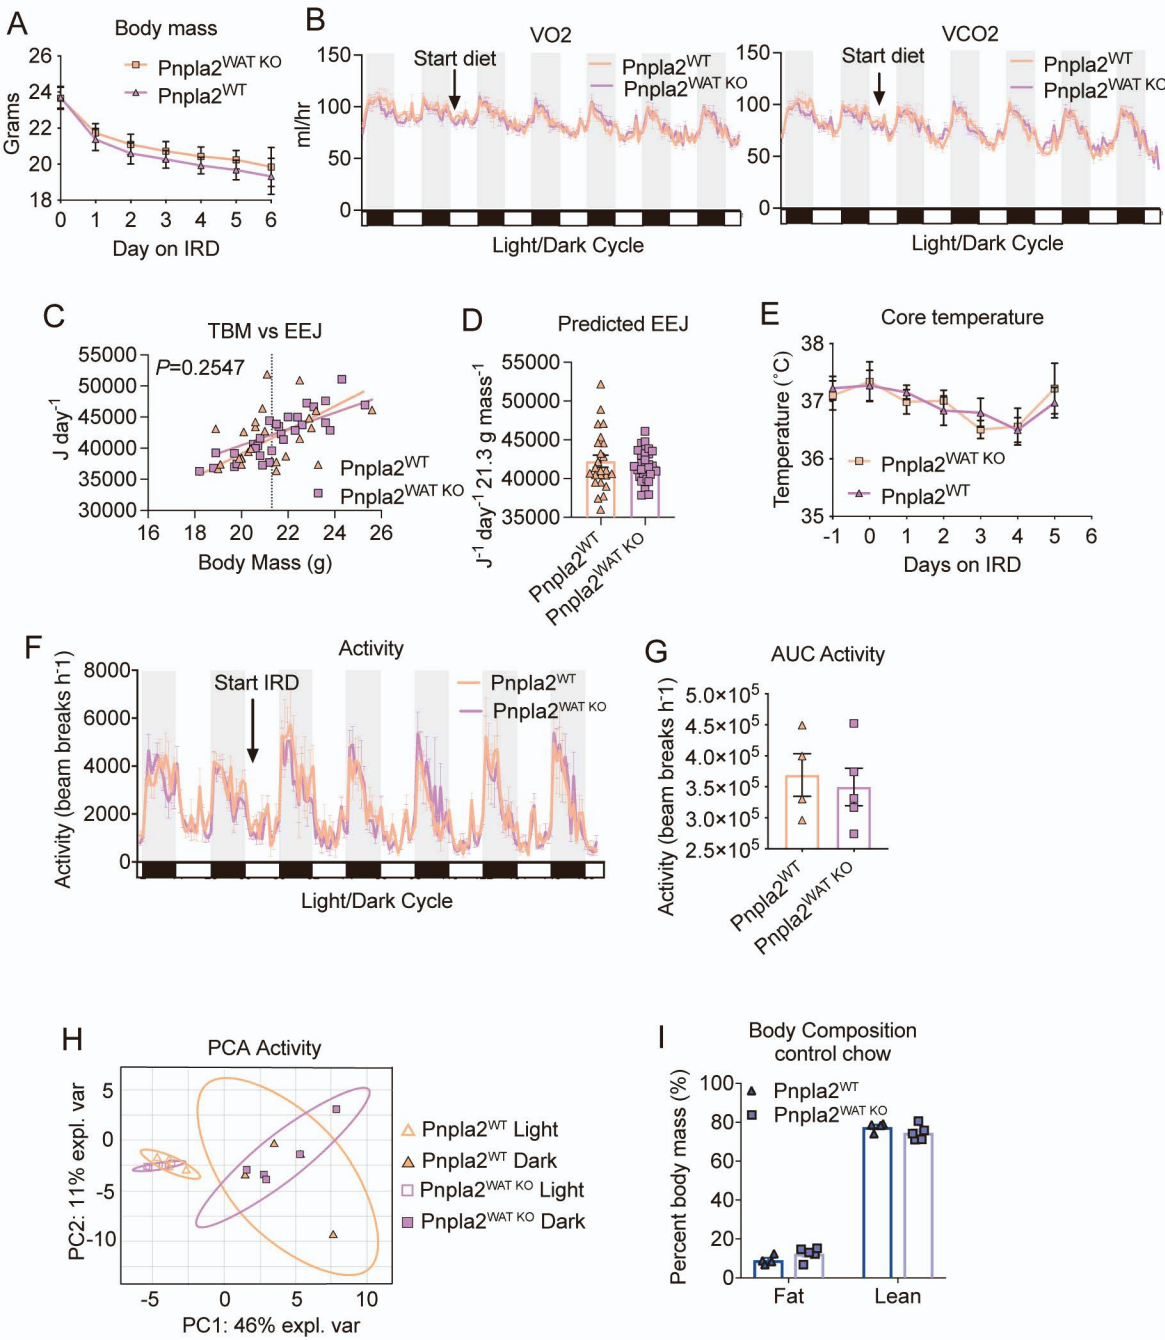 A
Body mass
26
24
22
20
18
Grams
Pnpla2WAT KO
Pnpla2WT
0 1 2 3 4 5 6
Day on IRD
B
VO2
150
100
50
0
ml/hr
Start diet
Pnpla2WT
Pnpla2WAT KO
Light/Dark Cycle
VCO2
150
100
50
0
Start diet
Pnpla2WT
Pnpla2WAT KO
Light/Dark Cycle
C
TBM vs EEJ
55000
50000
45000
40000
35000
30000
J day-1
P=0.2547
Pnpla2WT
Pnpla2WAT KO
16 18 20 22 24 26
Body Mass (g)
D
Predicted EEJ
55000
50000
45000
40000
35000
J-1 day-1 21.3 g mass-1
Pnpla2WT
Pnpla2WAT KO
E
Core temperature
38
37
36
35
Temperature (˚C)
Pnpla2WAT KO
Pnpla2WT
-1 0 1 2 3 4 5 6
Days on IRD
F
Activity
8000
6000
4000
2000
0
Activity (beam breaks h-1)
Start IRD
Pnpla2WT
Pnpla2WAT KO
Light/Dark Cycle
G
AUC Activity
5.0×105
4.5×105
4.0×105
3.5×105
3.0×105
2.5×105
Activity (beam breaks h-1)
Pnpla2WT
Pnpla2WAT KO
H
PCA Activity
5
0
-5
-10
PC2: 11% expl. var
-5 0 5 10
PC1: 46% expl. var
Pnpla2WT Light
Pnpla2WT Dark
Pnpla2WAT KO Light
Pnpla2WAT KO Dark
I
Body Composition
control chow
100
80
60
40
20
0
Percent body mass (%)
Pnpla2WT
Pnpla2WAT KO
Fat Lean